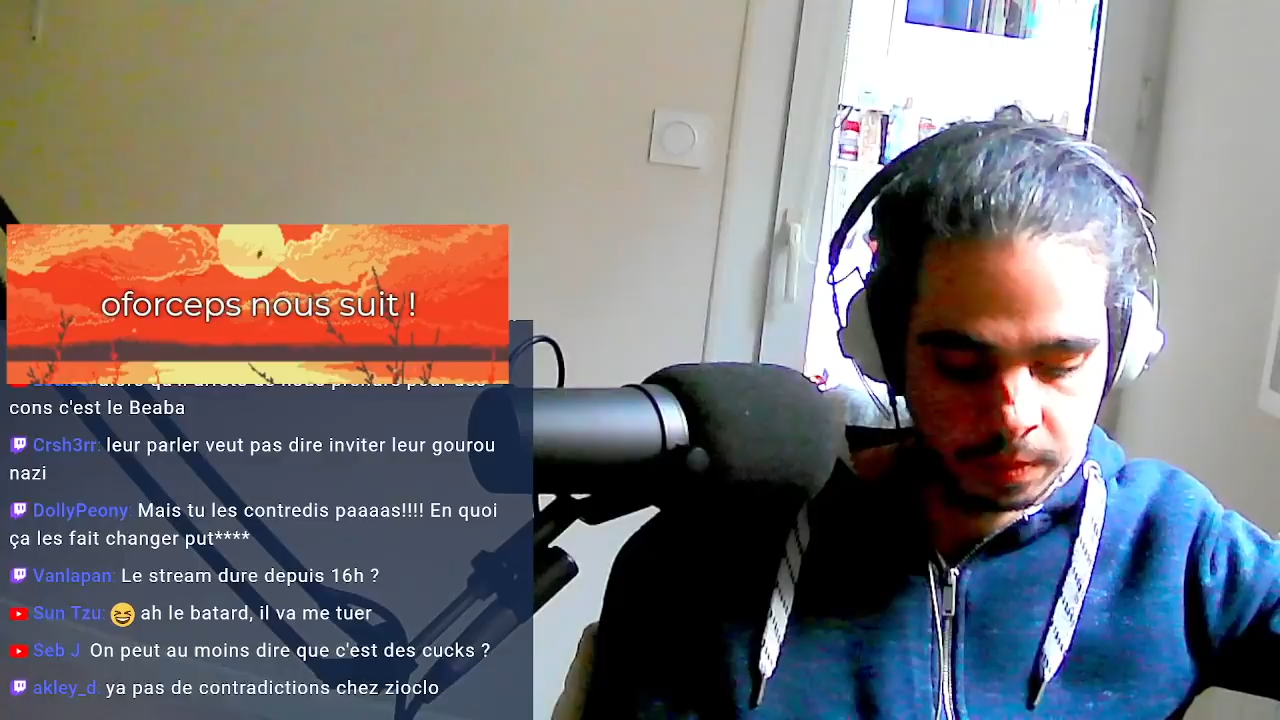 oforceps nous suit !
cons c'est le Beaba
Crsh3rr: leur parler veut pas dire inviter leur gourou
nazi
DollyPeony: Mais tu les contredis paaaas!!!! En quoi
ça les fait changer put****
Vanlapan: Le stream dure depuis 16h ?
Sun Tzu: 😆 ah le batard, il va me tuer
Seb J: On peut au moins dire que c'est des cucks ?
akley_d: ya pas de contradictions chez zioclo